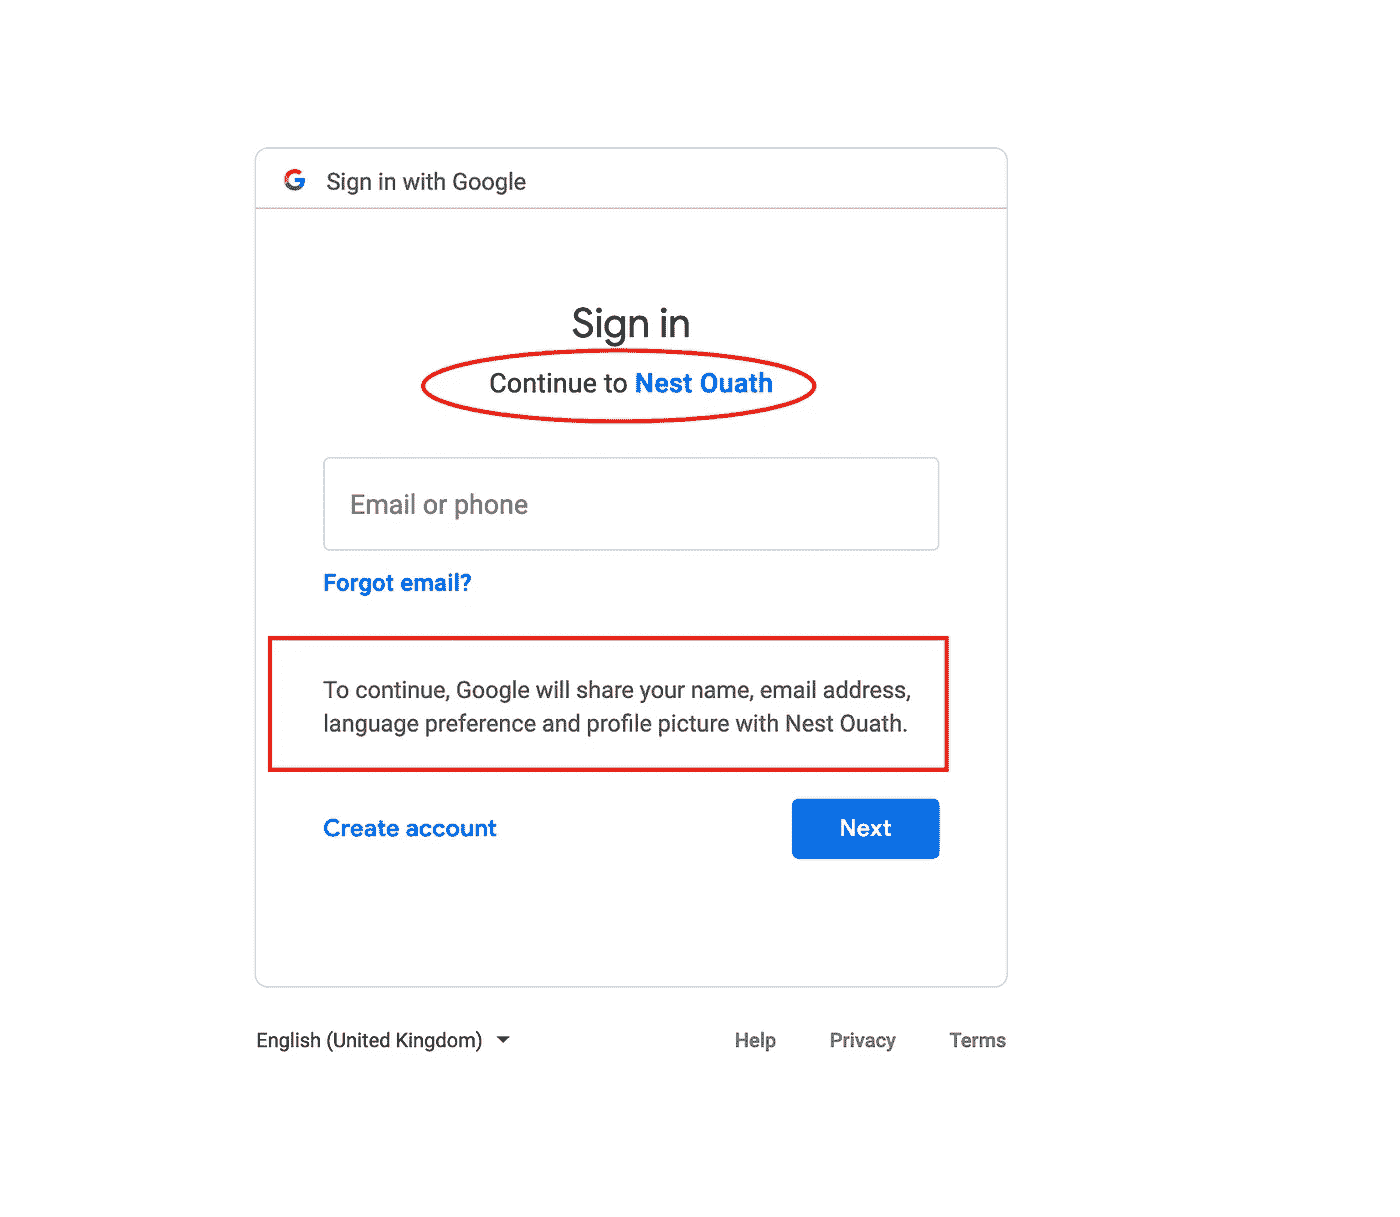 Sign in with Google
Sign in
Continue to Nest Ouath
Email or phone
Forgot email?
To continue, Google will share your name, email address,
language preference and profile picture with Nest Ouath.
Create account
Next
English (United Kingdom)
Help
Privacy
Terms